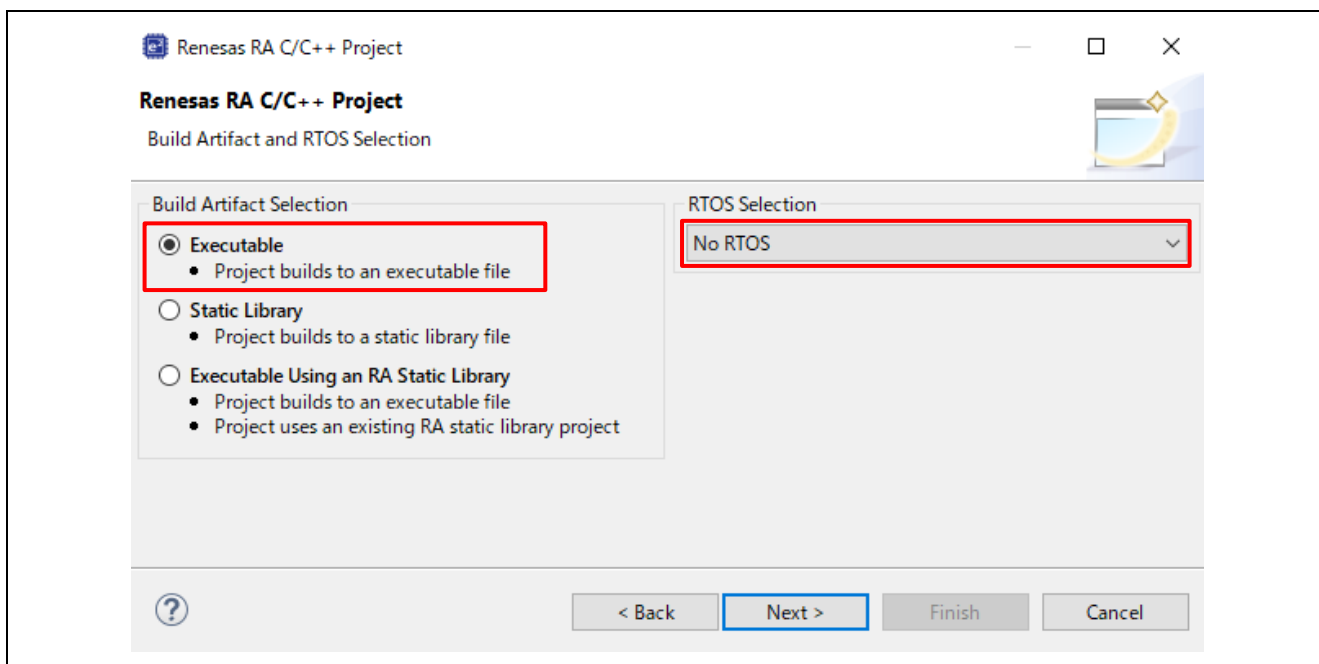 Renesas RA C/C++ Project
Renesas RA C/C++ Project
Build Artifact and RTOS Selection
Build Artifact Selection
Executable
• Project builds to an executable file
Static Library
• Project builds to a static library file
Executable Using an RA Static Library
• Project builds to an executable file
• Project uses an existing RA static library project
RTOS Selection
No RTOS
?
< Back Next > Finish Cancel